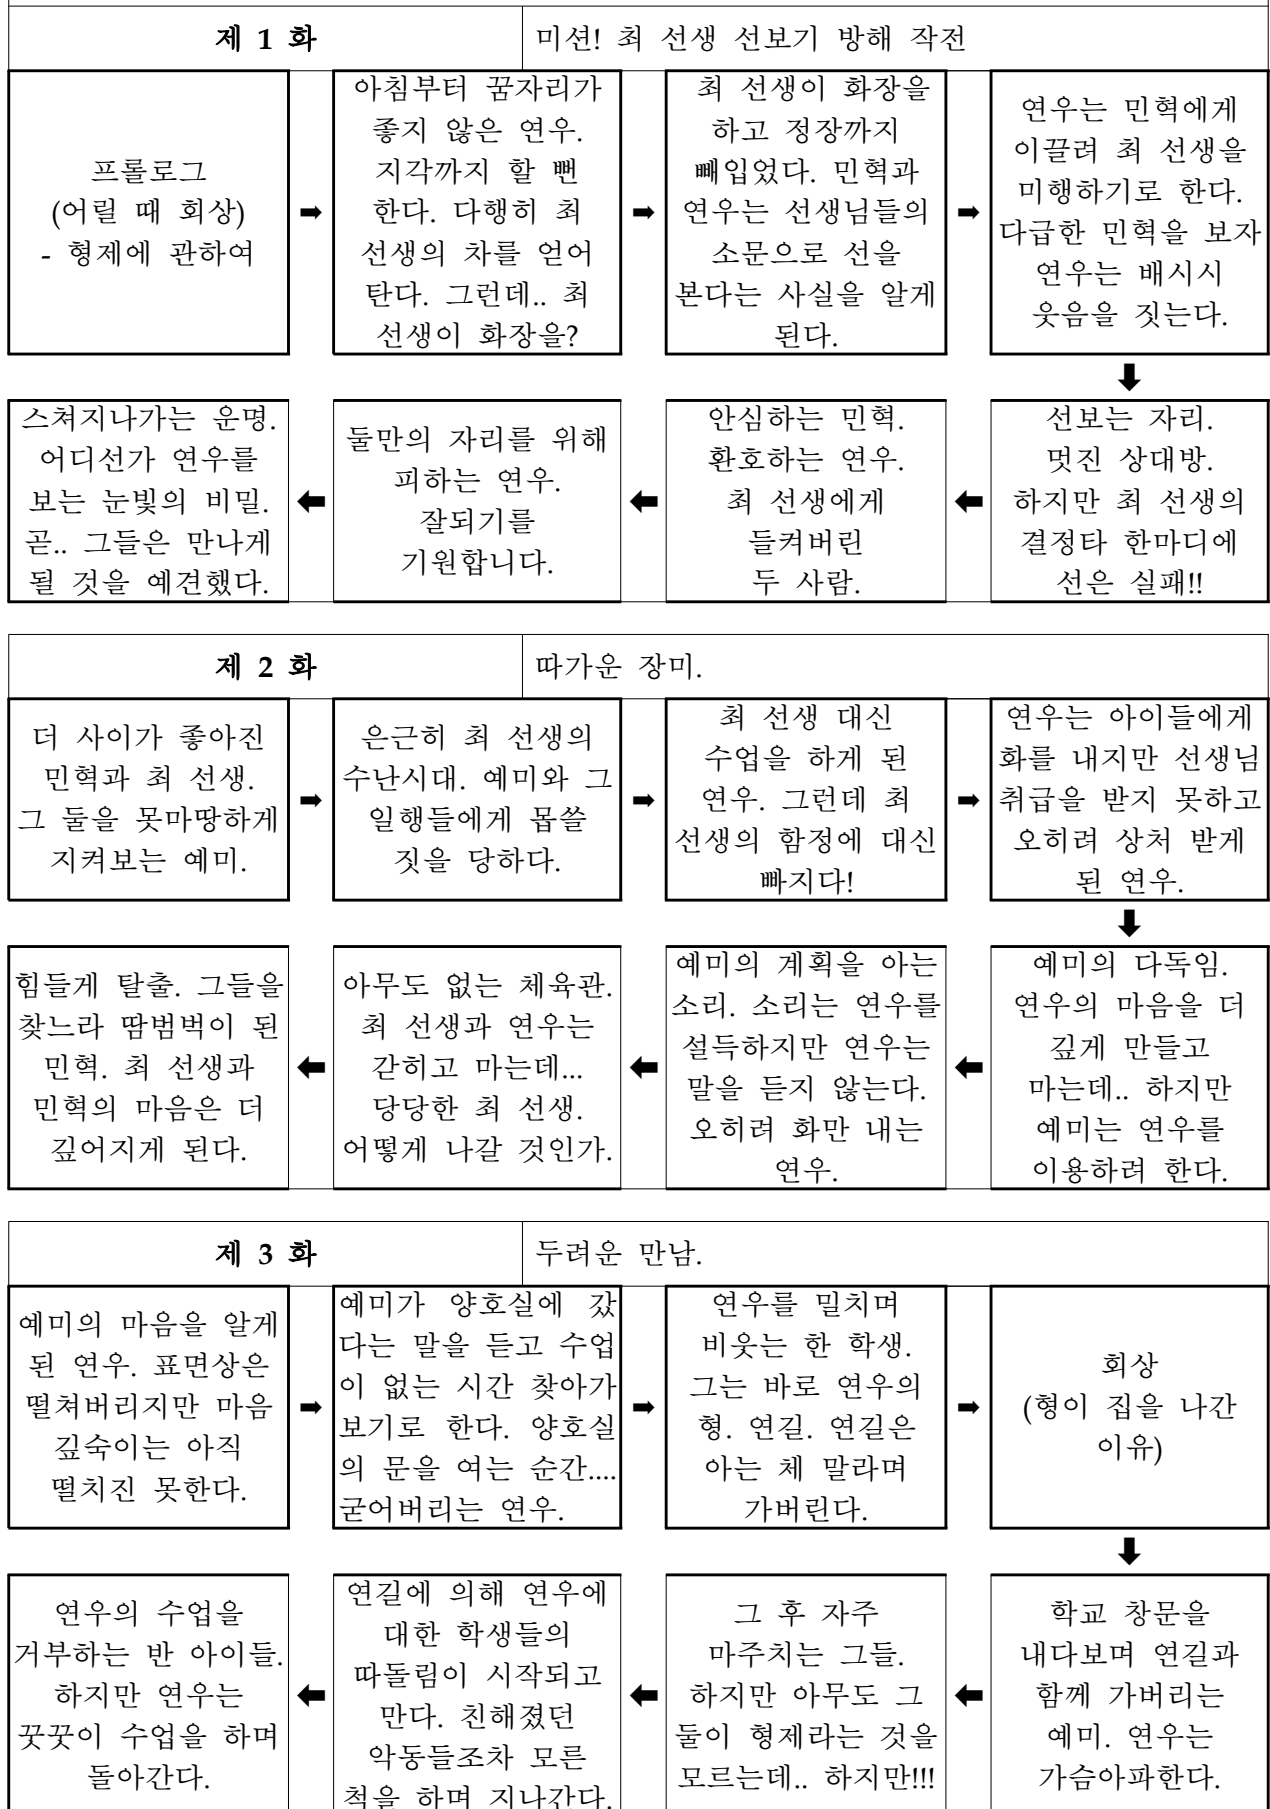 제 1 화
미션! 최 선생 선보기 방해 작전
프롤로그
(어릴 때 회상)
- 형제에 관하여
➡
아침부터 꿈자리가
좋지 않은 연우.
지각까지 할 뻔
한다. 다행히 최
선생의 차를 얻어
탄다. 그런데.. 최
선생이 화장을?
➡
최 선생이 화장을
하고 정장까지
빼입었다. 민혁과
연우는 선생님들의
소문으로 선을
본다는 사실을 알게
된다.
➡
연우는 민혁에게
이끌려 최 선생을
미행하기로 한다.
다급한 민혁을 보자
연우는 배시시
웃음을 짓는다.
⬇
선보는 자리.
멋진 상대방.
하지만 최 선생의
결정타 한마디에
선은 실패!!
⬅
안심하는 민혁.
환호하는 연우.
최 선생에게
들켜버린
두 사람.
⬅
둘만의 자리를 위해
피하는 연우.
잘되기를
기원합니다.
⬅
스쳐지나가는 운명.
어디선가 연우를
보는 눈빛의 비밀.
곧.. 그들은 만나게
될 것을 예견했다.
제 2 화
따가운 장미.
더 사이가 좋아진
민혁과 최 선생.
그 둘을 못마땅하게
지켜보는 예미.
➡
은근히 최 선생의
수난시대. 예미와 그
일행들에게 몹쓸
짓을 당하다.
➡
최 선생 대신
수업을 하게 된
연우. 그런데 최
선생의 함정에 대신
빠지다!
➡
연우는 아이들에게
화를 내지만 선생님
취급을 받지 못하고
오히려 상처 받게
된 연우.
⬇
예미의 다독임.
연우의 마음을 더
깊게 만들고
마는데.. 하지만
예미는 연우를
이용하려 한다.
⬅
예미의 계획을 아는
소리. 소리는 연우를
설득하지만 연우는
말을 듣지 않는다.
오히려 화만 내는
연우.
⬅
아무도 없는 체육관.
최 선생과 연우는
갇히고 마는데...
당당한 최 선생.
어떻게 나갈 것인가.
⬅
힘들게 탈출. 그들을
찾느라 땀범벅이 된
민혁. 최 선생과
민혁의 마음은 더
깊어지게 된다.
제 3 화
두려운 만남.
예미의 마음을 알게
된 연우. 표면상은
떨쳐버리지만 마음
깊숙이는 아직
떨치진 못한다.
➡
예미가 양호실에 갔
다는 말을 듣고 수업
이 없는 시간 찾아가
보기로 한다. 양호실
의 문을 여는 순간....
굳어버리는 연우.
➡
연우를 밀치며
비웃는 한 학생.
그는 바로 연우의
형. 연길. 연길은
아는 체 말라며
가버린다.
➡
회상
(형이 집을 나간
이유)
⬇
학교 창문을
내다보며 연길과
함께 가버리는
예미. 연우는
가슴아파한다.
⬅
그 후 자주
마주치는 그들.
하지만 아무도 그
둘이 형제라는 것을
모르는데.. 하지만!!!
⬅
연길에 의해 연우에
대한 학생들의
따돌림이 시작되고
만다. 친해졌던
악동들조차 모른
척을 하며 지나간다.
⬅
연우의 수업을
거부하는 반 아이들.
하지만 연우는
꿋꿋이 수업을 하며
돌아간다.